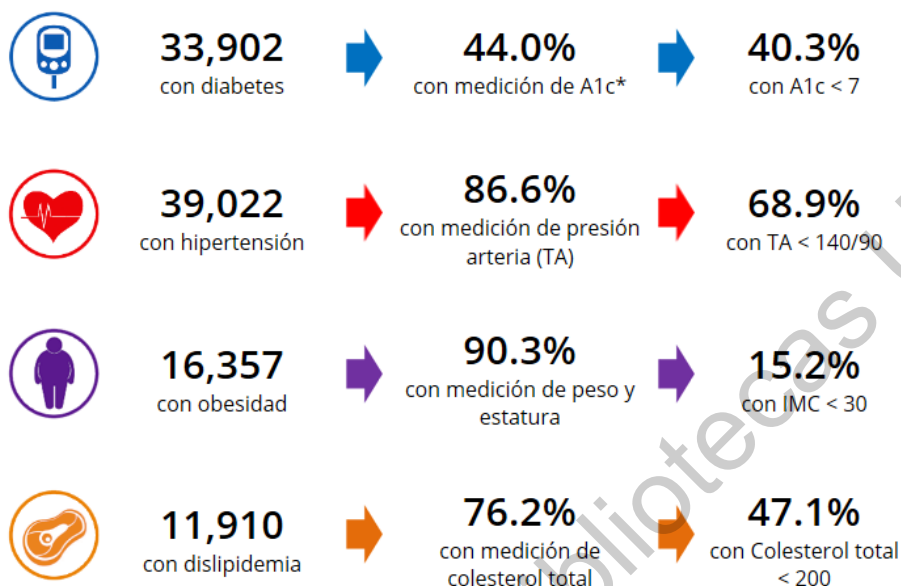 33,902
con diabetes
44.0%
con medición de A1c*
40.3%
con A1c < 7
39,022
con hipertensión
86.6%
con medición de presión
arteria (TA)
68.9%
con TA < 140/90
16,357
con obesidad
90.3%
con medición de peso y
estatura
15.2%
con IMC < 30
11,910
con dislipidemia
76.2%
con medición de
colesterol total
47.1%
con Colesterol total
< 200
bibliotecas